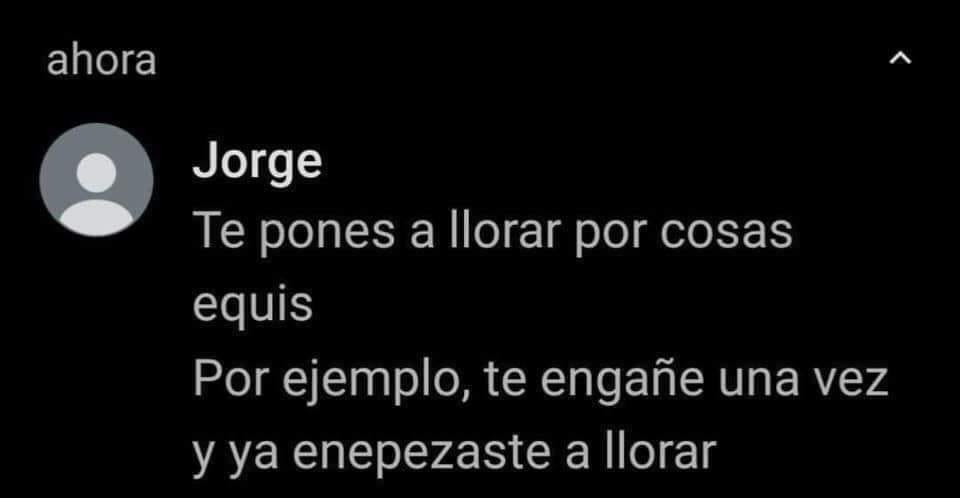 ahora
Jorge
Te pones a llorar por cosas
equis
Por ejemplo, te engañe una vez
y ya enepezaste a llorar